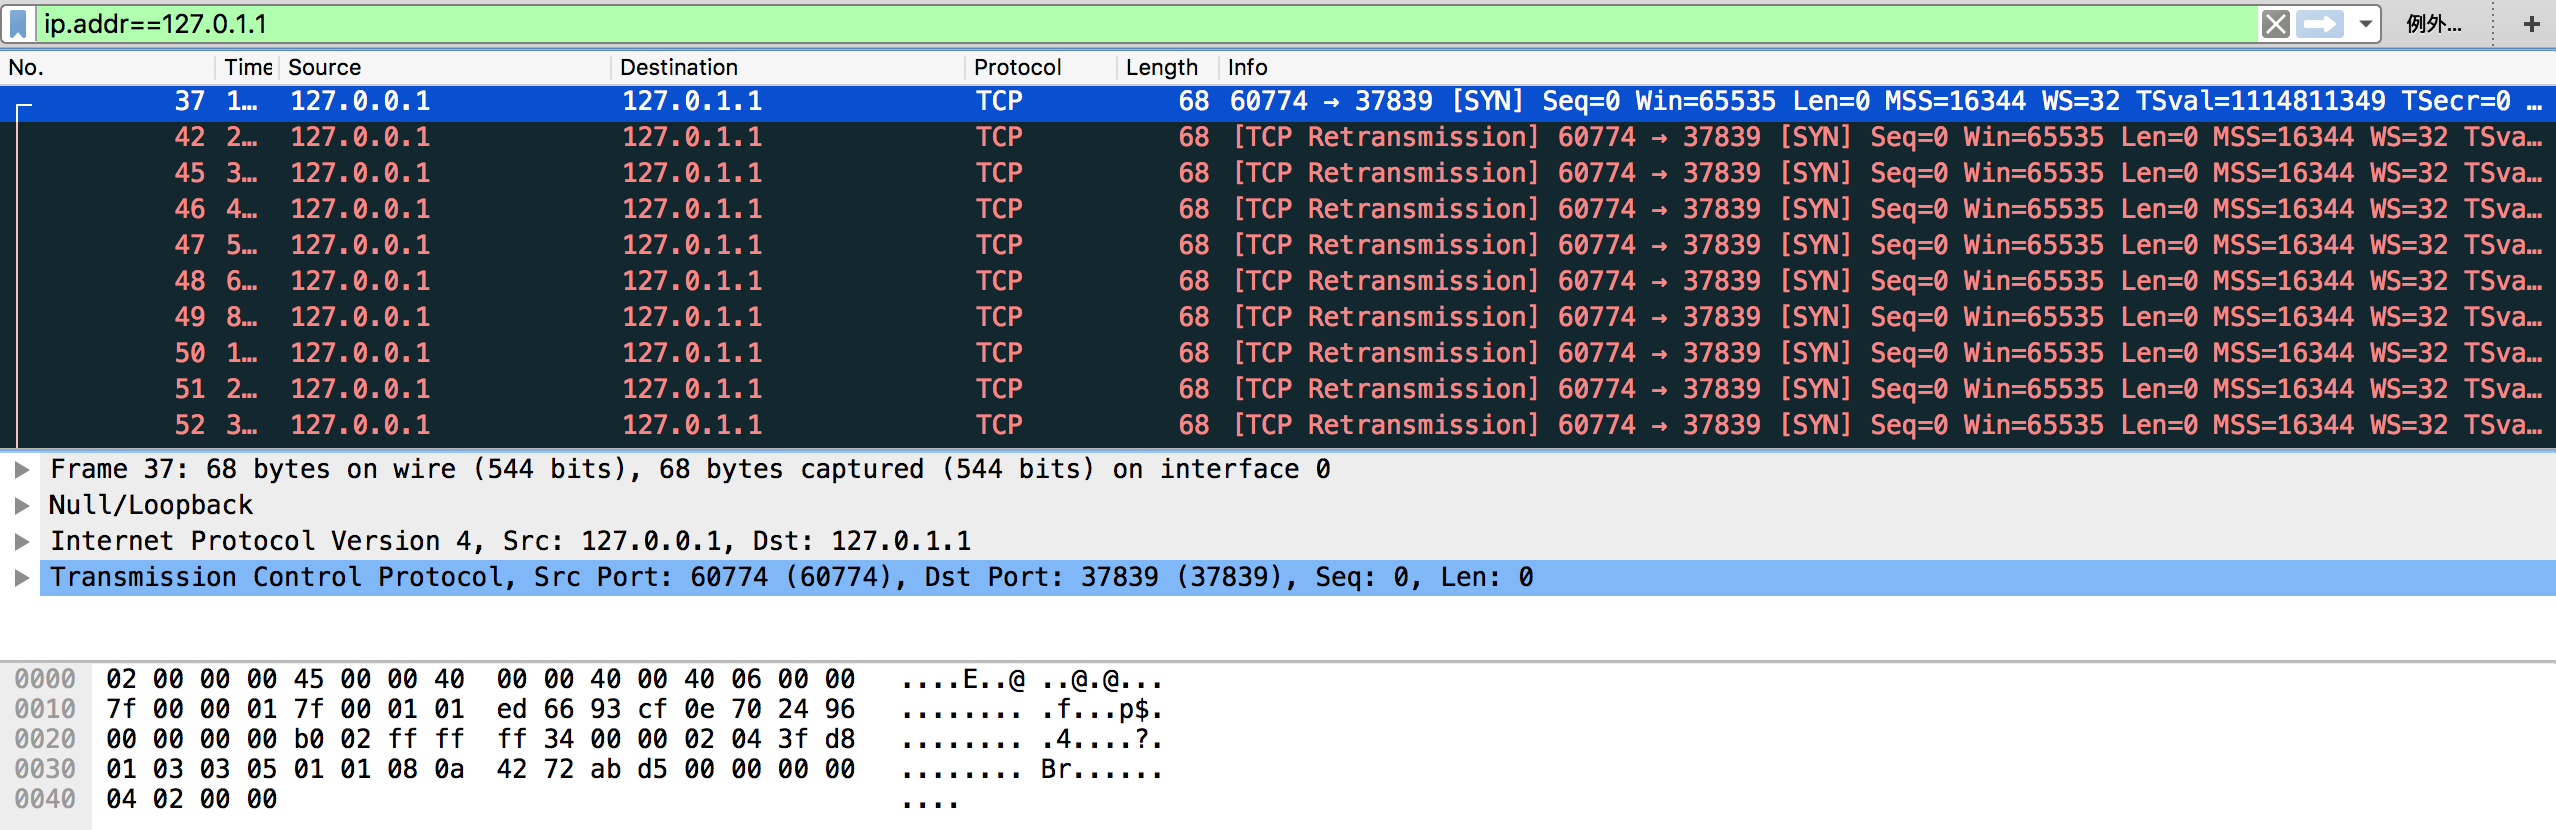 ip.addr==127.0.1.1 例外… +
No. Time Source Destination Protocol Length Info
37 1… 127.0.0.1 127.0.1.1 TCP 68 60774 → 37839 [SYN] Seq=0 Win=65535 Len=0 MSS=16344 WS=32 TSval=1114811349 TSecr=0 …
42 2… 127.0.0.1 127.0.1.1 TCP 68 [TCP Retransmission] 60774 → 37839 [SYN] Seq=0 Win=65535 Len=0 MSS=16344 WS=32 TSva…
45 3… 127.0.0.1 127.0.1.1 TCP 68 [TCP Retransmission] 60774 → 37839 [SYN] Seq=0 Win=65535 Len=0 MSS=16344 WS=32 TSva…
46 4… 127.0.0.1 127.0.1.1 TCP 68 [TCP Retransmission] 60774 → 37839 [SYN] Seq=0 Win=65535 Len=0 MSS=16344 WS=32 TSva…
47 5… 127.0.0.1 127.0.1.1 TCP 68 [TCP Retransmission] 60774 → 37839 [SYN] Seq=0 Win=65535 Len=0 MSS=16344 WS=32 TSva…
48 6… 127.0.0.1 127.0.1.1 TCP 68 [TCP Retransmission] 60774 → 37839 [SYN] Seq=0 Win=65535 Len=0 MSS=16344 WS=32 TSva…
49 8… 127.0.0.1 127.0.1.1 TCP 68 [TCP Retransmission] 60774 → 37839 [SYN] Seq=0 Win=65535 Len=0 MSS=16344 WS=32 TSva…
50 1… 127.0.0.1 127.0.1.1 TCP 68 [TCP Retransmission] 60774 → 37839 [SYN] Seq=0 Win=65535 Len=0 MSS=16344 WS=32 TSva…
51 2… 127.0.0.1 127.0.1.1 TCP 68 [TCP Retransmission] 60774 → 37839 [SYN] Seq=0 Win=65535 Len=0 MSS=16344 WS=32 TSva…
52 3… 127.0.0.1 127.0.1.1 TCP 68 [TCP Retransmission] 60774 → 37839 [SYN] Seq=0 Win=65535 Len=0 MSS=16344 WS=32 TSva…
Frame 37: 68 bytes on wire (544 bits), 68 bytes captured (544 bits) on interface 0
Null/Loopback
Internet Protocol Version 4, Src: 127.0.0.1, Dst: 127.0.1.1
Transmission Control Protocol, Src Port: 60774 (60774), Dst Port: 37839 (37839), Seq: 0, Len: 0
0000 02 00 00 00 45 00 00 40 00 00 40 00 40 06 00 00 ....E..@ ..@.@...
0010 7f 00 00 01 7f 00 01 01 ed 66 93 cf 0e 70 24 96 ........ .f...p$.
0020 00 00 00 00 b0 02 ff ff ff 34 00 00 02 04 3f d8 ........ .4....?.
0030 01 03 03 05 01 01 08 0a 42 72 ab d5 00 00 00 00 ........ Br......
0040 04 02 00 00 ....